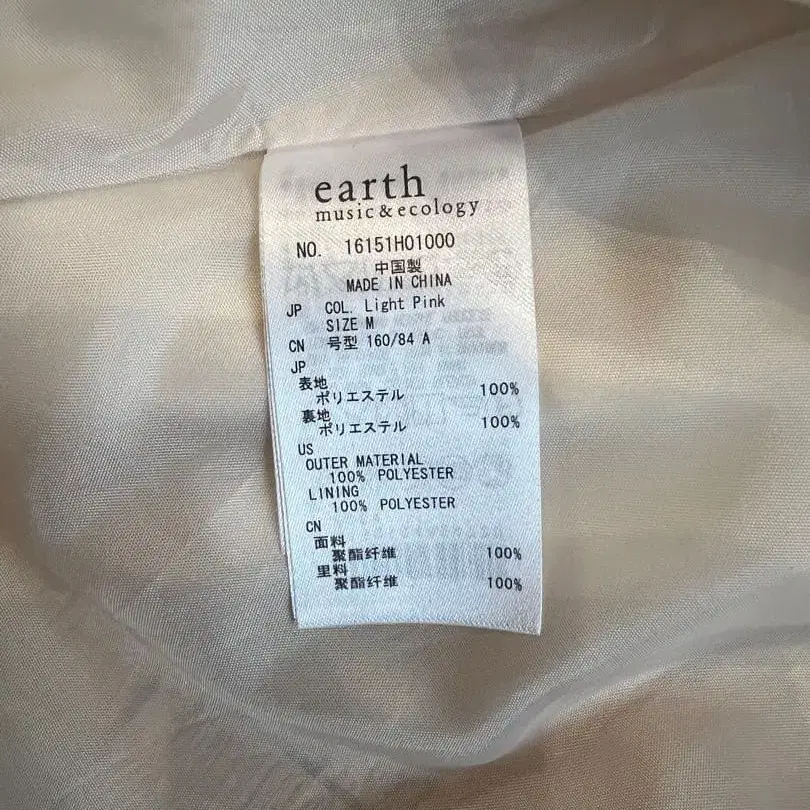 earth
music&ecology
NO. 16151H01000
中国製
MADE IN CHINA
JP COL. Light Pink
SIZE M
CN 号型 160/84 A
JP
表地
ポリエステル 100%
裏地
ポリエステル 100%
US
OUTER MATERIAL
100% POLYESTER
LINING
100% POLYESTER
CN
面料
聚酯纤维 100%
里料
聚酯纤维 100%